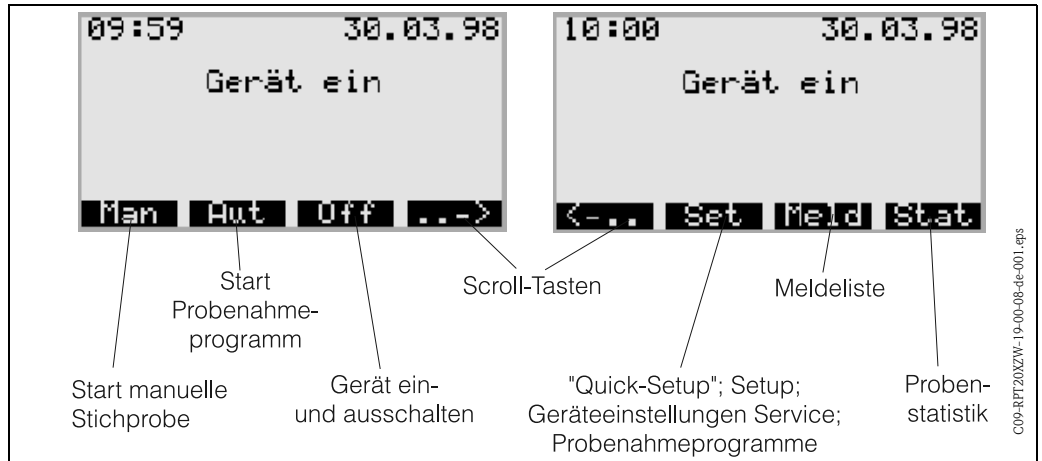 09:59 30.03.98
Gerät ein
Man Aut Off ..->
10:00 30.03.98
Gerät ein
<-.. Set Meld Stat
Start
Probenahme-
programm
Scroll-Tasten
Meldeliste
Start manuelle
Stichprobe
Gerät ein-
und ausschalten
"Quick-Setup"; Setup;
Geräteeinstellungen Service;
Probenahmeprogramme
Proben-
statistik
C09-RPT20XZW-19-00-08-de-001.eps